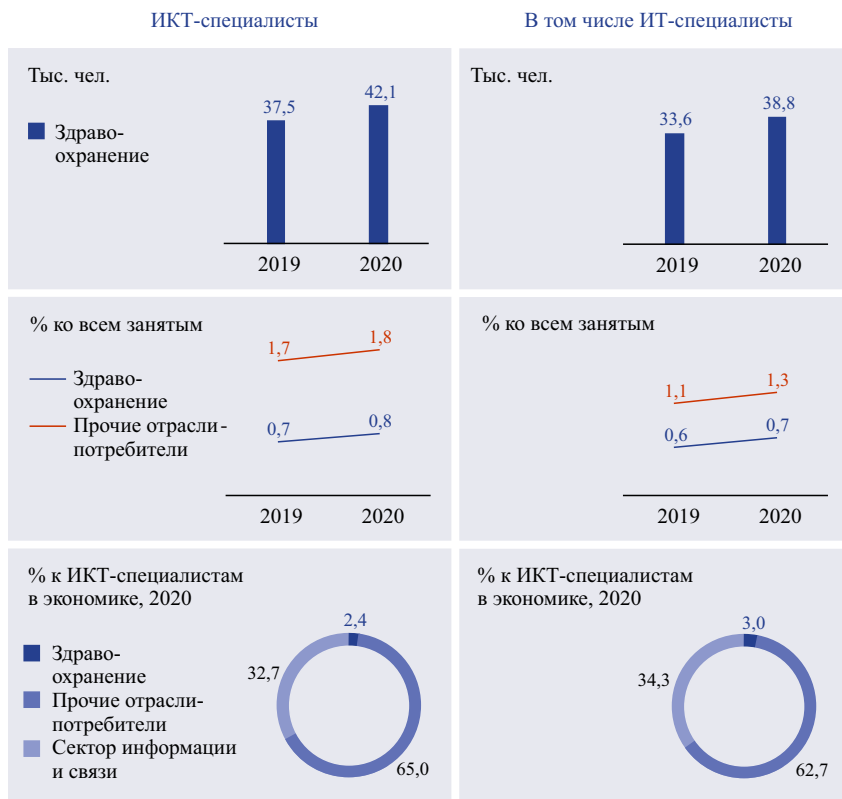 ИКТ-специалисты
В том числе ИТ-специалисты
Тыс. чел.
Здраво-
охранение
37,5
42,1
2019
2020
33,6
38,8
2019
2020
% ко всем занятым
Здраво-
охранение
Прочие отрасли-
потребители
1,7
1,8
0,7
0,8
2019
2020
% ко всем занятым
1,1
1,3
0,6
0,7
2019
2020
% к ИКТ-специалистам
в экономике, 2020
Здраво-
охранение
Прочие отрасли-
потребители
Сектор информации
и связи
2,4
32,7
65,0
% к ИКТ-специалистам
в экономике, 2020
3,0
34,3
62,7